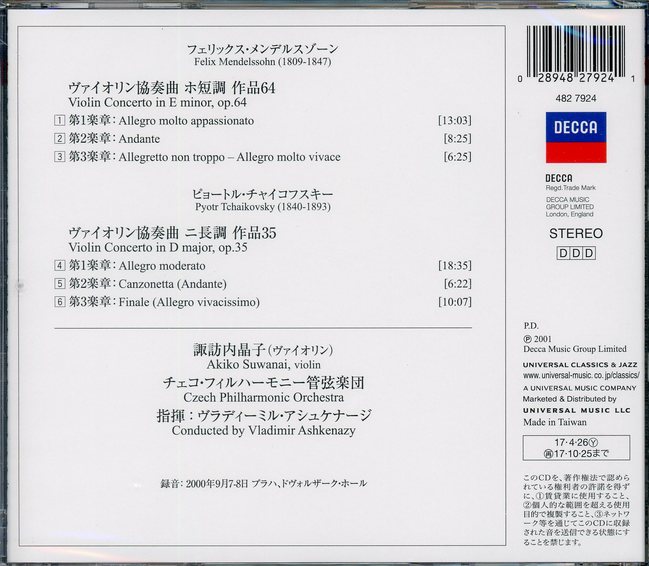 フェリックス・メンデルスゾーン
Felix Mendelssohn (1809-1847)
ヴァイオリン協奏曲 ホ短調 作品64
Violin Concerto in E minor, op.64
1 第1楽章：Allegro molto appassionato [13:03]
2 第2楽章：Andante [8:25]
3 第3楽章：Allegretto non troppo – Allegro molto vivace [6:25]
ピョートル・チャイコフスキー
Pyotr Tchaikovsky (1840-1893)
ヴァイオリン協奏曲 ニ長調 作品35
Violin Concerto in D major, op.35
4 第1楽章：Allegro moderato [18:35]
5 第2楽章：Canzonetta (Andante) [6:22]
6 第3楽章：Finale (Allegro vivacissimo) [10:07]
諏訪内晶子(ヴァイオリン)
Akiko Suwanai, violin
チェコ・フィルハーモニー管弦楽団
Czech Philharmonic Orchestra
指揮：ヴラディーミル・アシュケナージ
Conducted by Vladimir Ashkenazy
録音：2000年9月7-8日 プラハ、ドヴォルザーク・ホール
0 28948 27924 1
482 7924
DECCA
DECCA
Regd.Trade Mark
DECCA MUSIC
GROUP LIMITED
London, England
STEREO
DDD
P.D.
Ⓟ 2001
Decca Music Group Limited
UNIVERSAL CLASSICS & JAZZ
www.universal-music.co.jp/classics/
A UNIVERSAL MUSIC COMPANY
Marketed & Distributed by
UNIVERSAL MUSIC LLC
Made in Taiwan
17・4・26Ⓨ
㊢17・10・25まで
このCDを、著作権法で認めら
れている権利者の許諾を得ず
に、①賃貸業に使用すること、
②個人的な範囲を超える使用
目的で複製すること、③ネットワ
ーク等を通じてこのCDに収録
された音を送信できる状態にす
ることを禁じます。